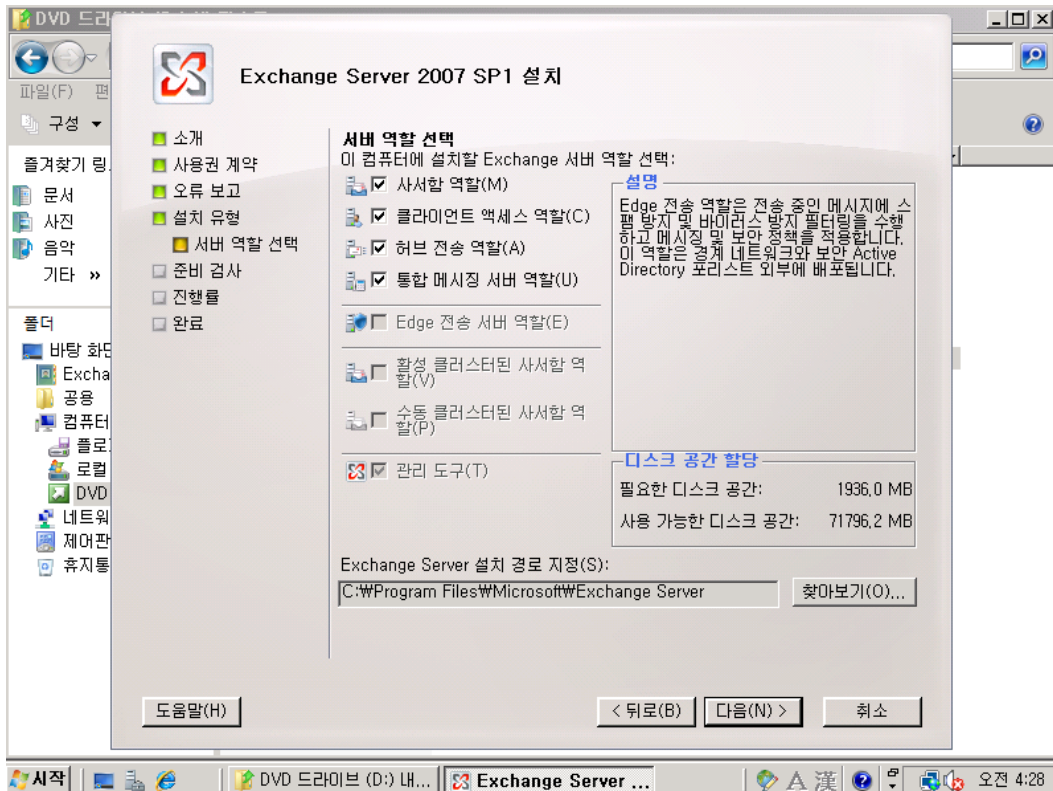 DVD 드라
파일(F) 편
구성
즐겨찾기 링
문서
사진
음악
기타 »
폴더
바탕 화면
Excha
공용
컴퓨터
플로
로컬
DVD
네트워
제어판
휴지통
Exchange Server 2007 SP1 설치
소개
사용권 계약
오류 보고
설치 유형
서버 역할 선택
준비 검사
진행률
완료
서버 역할 선택
이 컴퓨터에 설치할 Exchange 서버 역할 선택:
사서함 역할(M)
클라이언트 액세스 역할(C)
허브 전송 역할(A)
통합 메시징 서버 역할(U)
Edge 전송 서버 역할(E)
활성 클러스터된 사서함 역
할(V)
수동 클러스터된 사서함 역
할(P)
관리 도구(T)
설명
Edge 전송 역할은 전송 중인 메시지에 스
팸 방지 및 바이러스 방지 필터링을 수행
하고 메시징 및 보안 정책을 적용합니다.
이 역할은 경계 네트워크와 보안 Active
Directory 포리스트 외부에 배포됩니다.
디스크 공간 할당
필요한 디스크 공간: 1936,0 MB
사용 가능한 디스크 공간: 71796,2 MB
Exchange Server 설치 경로 지정(S):
C:₩Program Files₩Microsoft₩Exchange Server
찾아보기(O)...
도움말(H)
< 뒤로(B)
다음(N) >
취소
시작
DVD 드라이브 (D:) 내...
Exchange Server ...
A 漢
오전 4:28